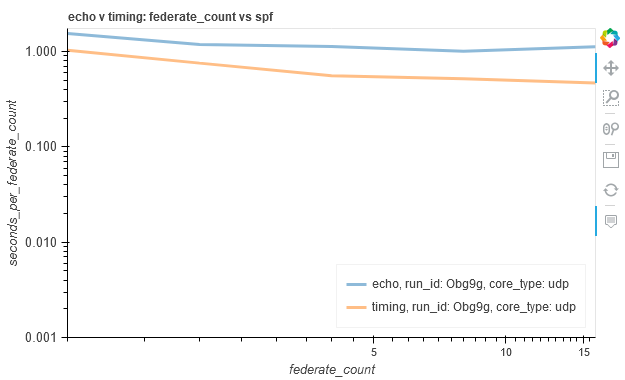 echo v timing: federate_count vs spf
seconds_per_federate_count
1.000
0.100
0.010
0.001
echo, run_id: Obg9g, core_type: udp
timing, run_id: Obg9g, core_type: udp
5
10
15
federate_count